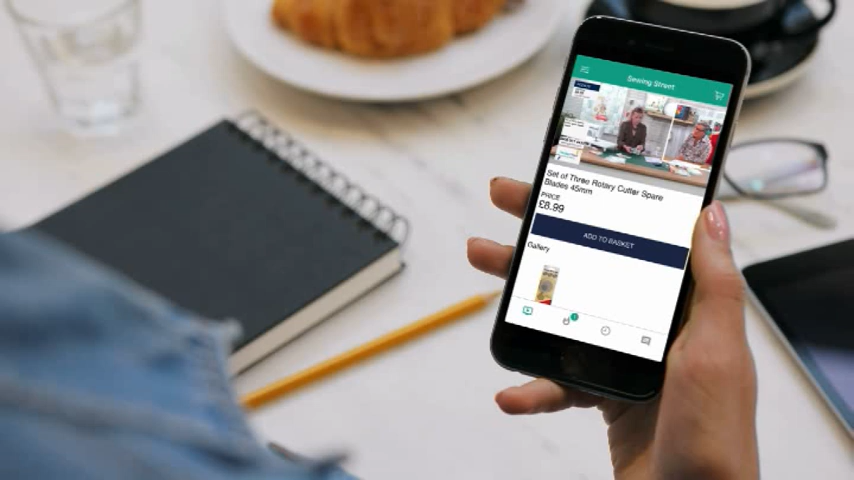 Sewing Street
Set of Three Rotary Cutter Spare
Blades 45mm
PRICE
£8.99
ADD TO BASKET
Gallery